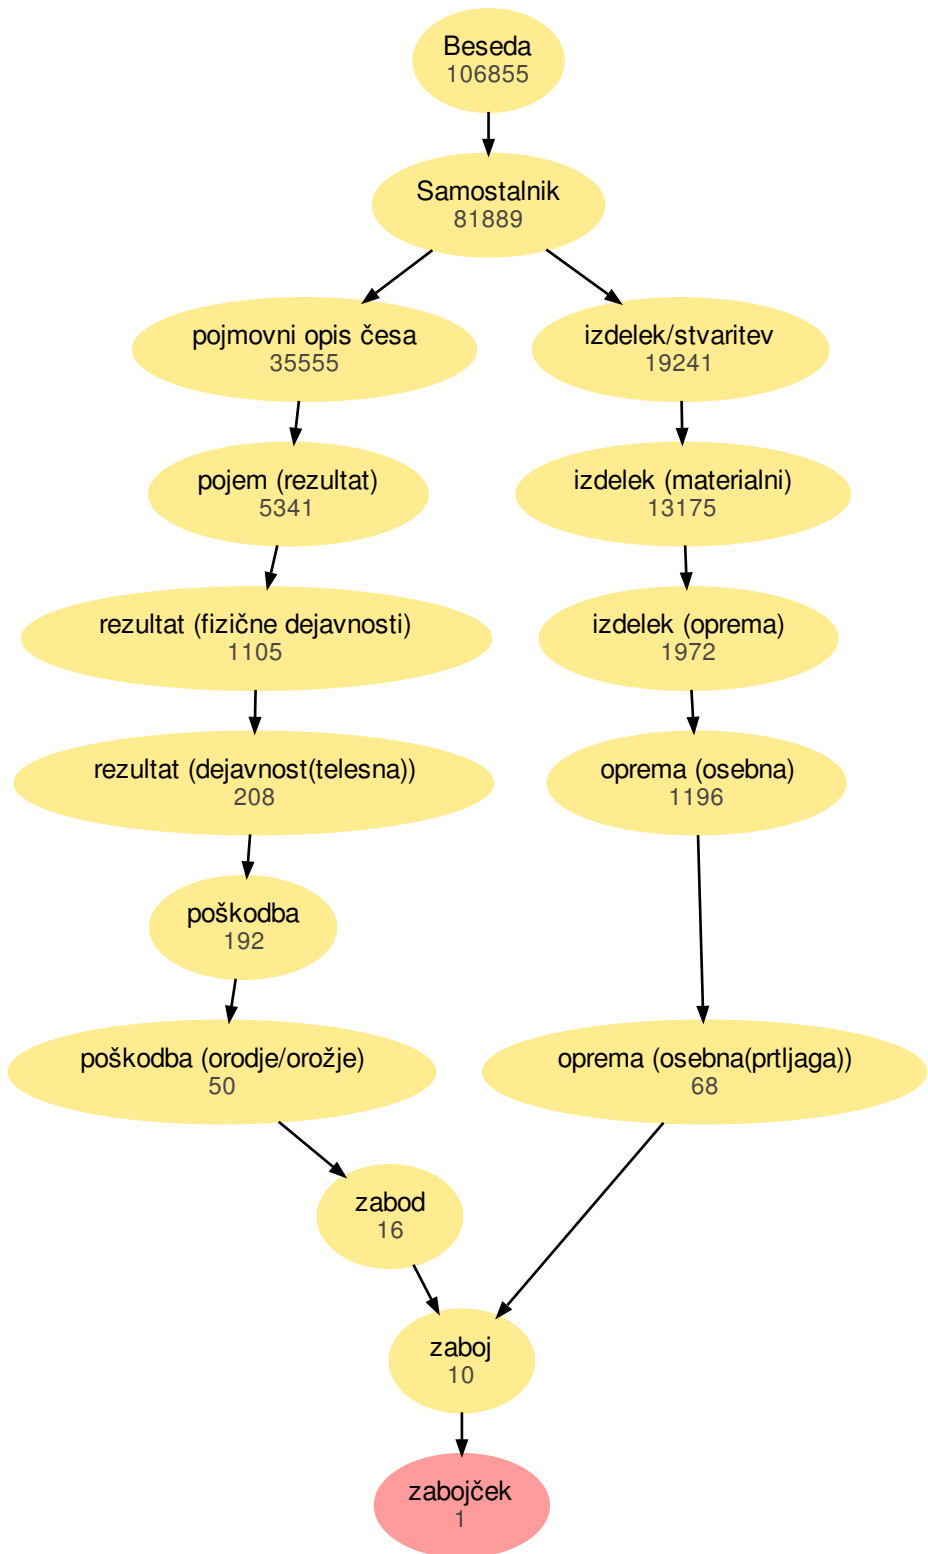 Beseda
106855
Samostalnik
81889
pojmovni opis česa
35555
izdelek/stvaritev
19241
pojem (rezultat)
5341
izdelek (materialni)
13175
rezultat (fizične dejavnosti)
1105
izdelek (oprema)
1972
rezultat (dejavnost(telesna))
208
oprema (osebna)
1196
poškodba
192
poškodba (orodje/orožje)
50
oprema (osebna(prtljaga))
68
zabod
16
zaboj
10
zabojček
1